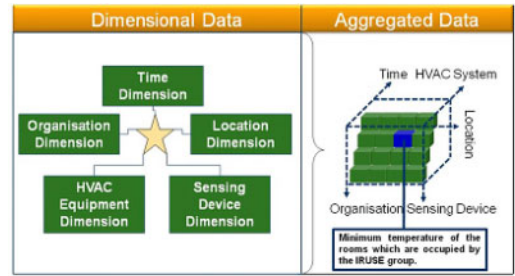 Dimensional Data
Aggregated Data
Time
Dimension
Organisation
Dimension
Location
Dimension
HVAC
Equipment
Dimension
Sensing
Device
Dimension
Time HVAC System
Location
Organisation Sensing Device
Minimum temperature of the
rooms which are occupied by
the IRUSE group.